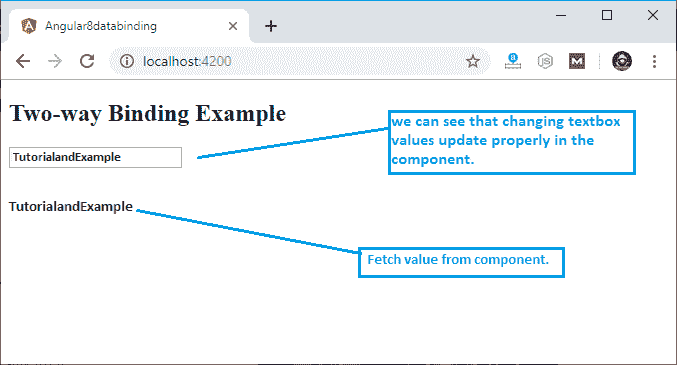 Angular8databinding
localhost:4200
Two-way Binding Example
TutorialandExample
we can see that changing textbox
values update properly in the
component.
TutorialandExample
Fetch value from component.